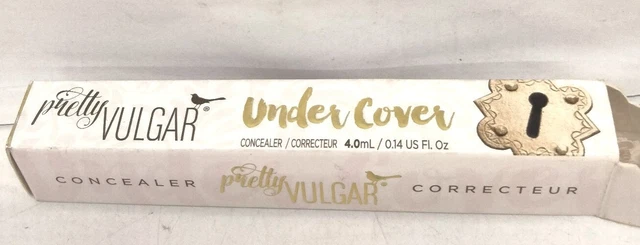 pretty VULGAR®
Under Cover
CONCEALER / CORRECTEUR 4.0mL / 0.14 US Fl. Oz
CONCEALER pretty VULGAR® CORRECTEUR